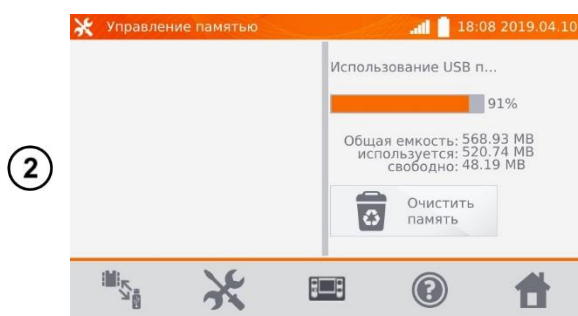 Управление памятью
18:08 2019.04.10
Использование USB п...
91%
Общая емкость: 568.93 MB
используется: 520.74 MB
свободно: 48.19 MB
Очистить
память
2
?